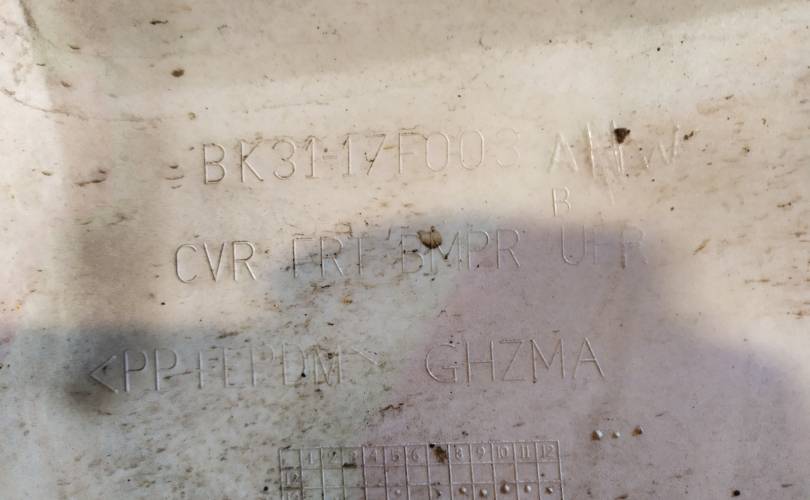 BK31-17F003 A
B
CVR FRT BMPR UPR
<PP+EPDM> GHZMA
1 2 3 4 5 6 7 8 9 10 11 12
12